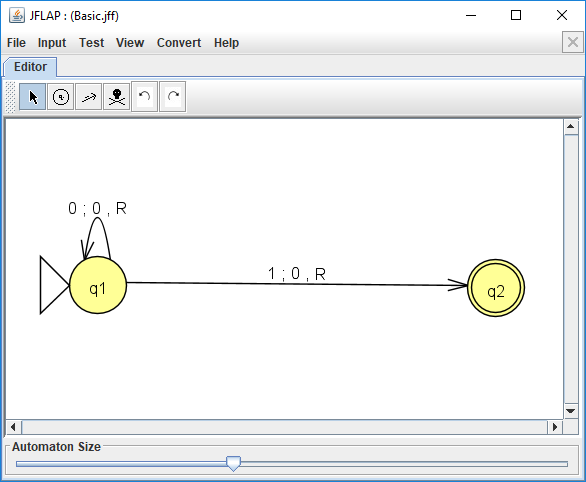 JFLAP : (Basic.jff)
File Input Test View Convert Help
Editor
0 ; 0 , R
1 ; 0 , R
q1
q2
Automaton Size